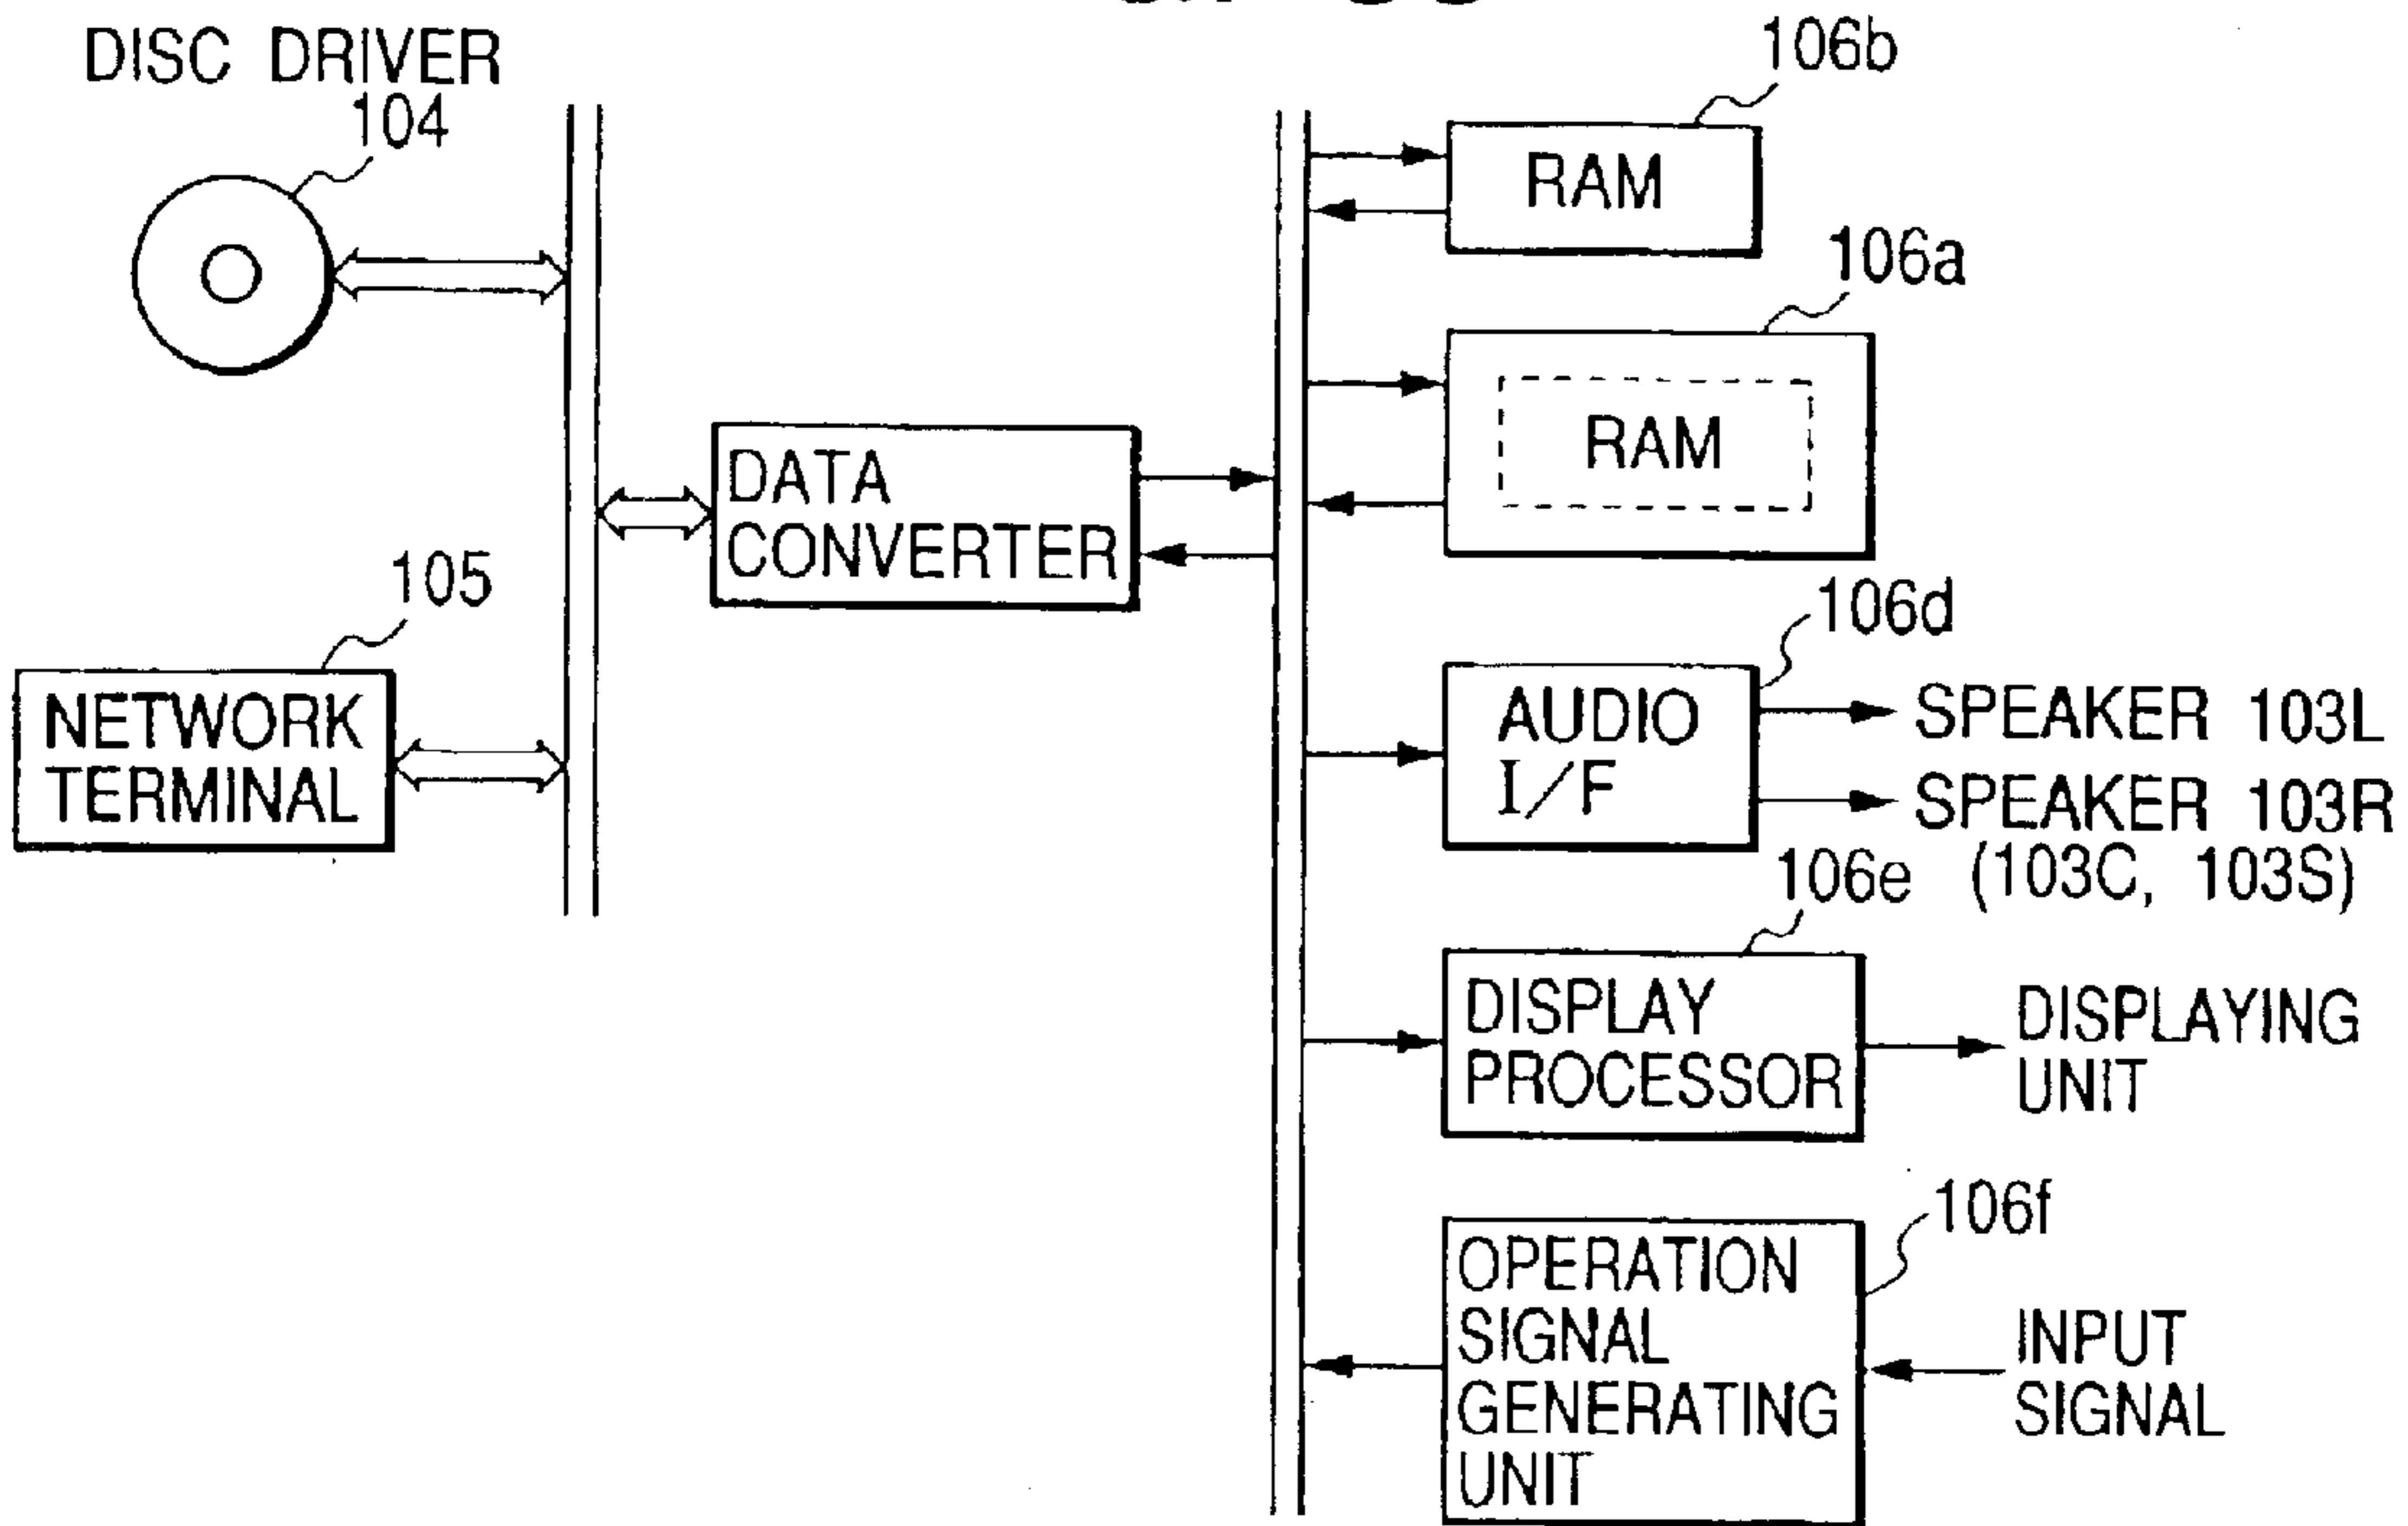 DISC DRIVER
104
106b
RAM
106a
RAM
DATA
CONVERTER
105
NETWORK
TERMINAL
106d
AUDIO
I/F
SPEAKER 103L
SPEAKER 103R
(103C, 103S)
106e
DISPLAY
PROCESSOR
DISPLAYING
UNIT
106f
OPERATION
SIGNAL
GENERATING
UNIT
INPUT
SIGNAL